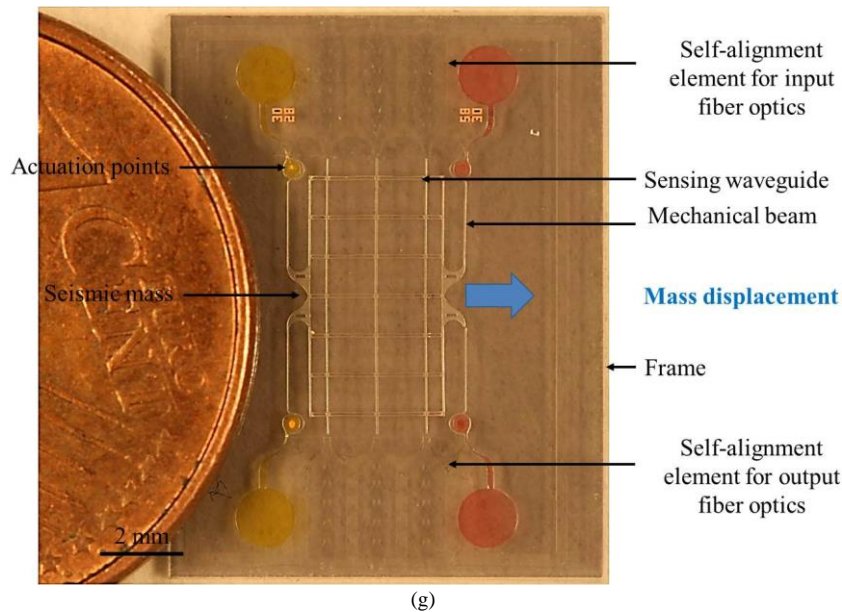 Self-alignment
element for input
fiber optics
Actuation points
Sensing waveguide
Mechanical beam
Seismic mass
Mass displacement
Frame
Self-alignment
element for output
fiber optics
2 mm
(g)